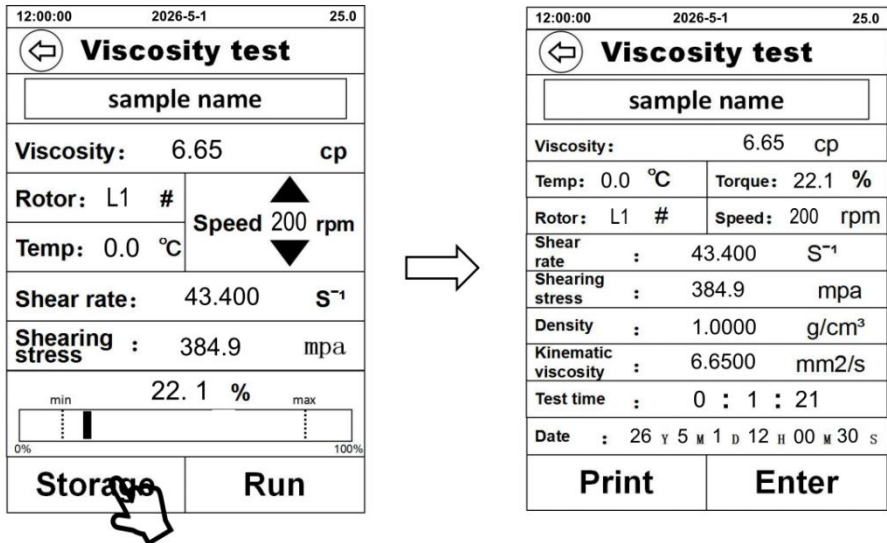 12:00:00 2026-5-1 25.0
Viscosity test
sample name
Viscosity： 6.65 cp
Rotor： L1 #
Speed 200 rpm
Temp： 0.0 ℃
Shear rate： 43.400 S⁻¹
Shearing stress ： 384.9 mpa
22. 1 %
min max
0% 100%
Storage Run
12:00:00 2026-5-1 25.0
Viscosity test
sample name
Viscosity： 6.65 cp
Temp： 0.0 ℃ Torque： 22.1 %
Rotor： L1 # Speed： 200 rpm
Shear rate ： 43.400 S⁻¹
Shearing stress ： 384.9 mpa
Density ： 1.0000 g/cm³
Kinematic viscosity ： 6.6500 mm2/s
Test time ： 0 : 1 : 21
Date ： 26 Y 5 M 1 D 12 H 00 M 30 S
Print Enter